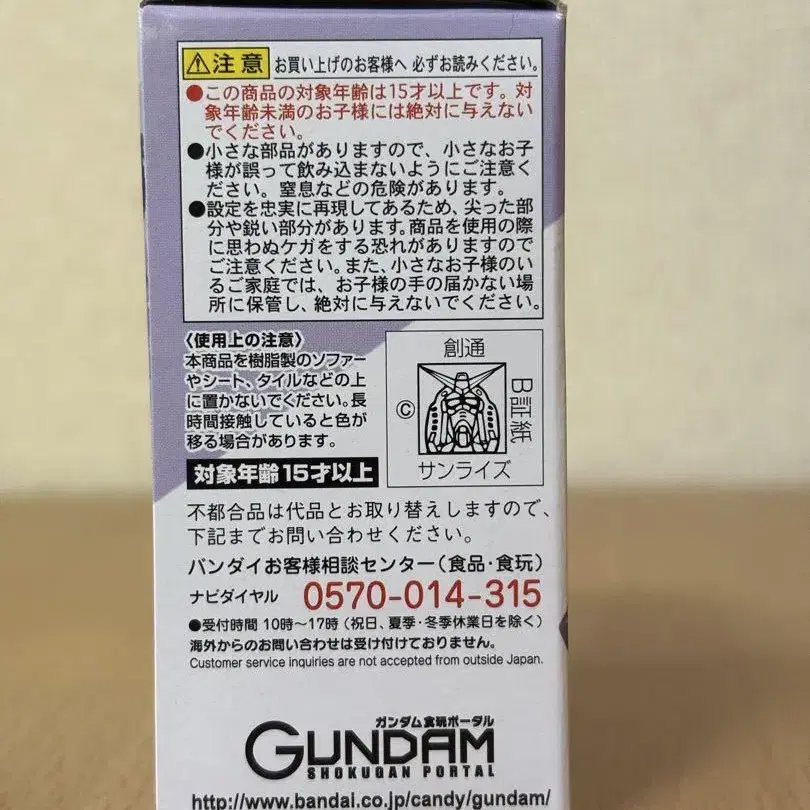 ⚠注意 お買い上げのお客様へ 必ずお読みください。
●この商品の対象年齢は15才以上です。対
象年齢未満のお子様には絶対に与えない
でください。
●小さな部品がありますので、小さなお子
様が誤って飲み込まないようにご注意く
ださい。窒息などの危険があります。
●設定を忠実に再現してあるため、尖った部
分や鋭い部分があります。商品を使用の際
に思わぬケガをする恐れがありますので
ご注意ください。また、小さなお子様のい
るご家庭では、お子様の手の届かない場
所に保管し、絶対に与えないでください。
〈使用上の注意〉
本商品を樹脂製のソファー
やシート、タイルなどの上
に置かないでください。長
時間接触していると色が
移る場合があります。
対象年齢15才以上
創通
©
B証紙
サンライズ
不都合品は代品とお取り替えしますので、
下記までお問い合わせください。
バンダイお客様相談センター(食品・食玩)
ナビダイヤル 0570-014-315
●受付時間 10時〜17時(祝日、夏季・冬季休業日を除く)
海外からのお問い合わせは受け付けておりません。
Customer service inquiries are not accepted from outside Japan.
ガンダム食玩ポータル
GUNDAM
SHOKUGAN PORTAL
http://www.bandai.co.jp/candy/gundam/